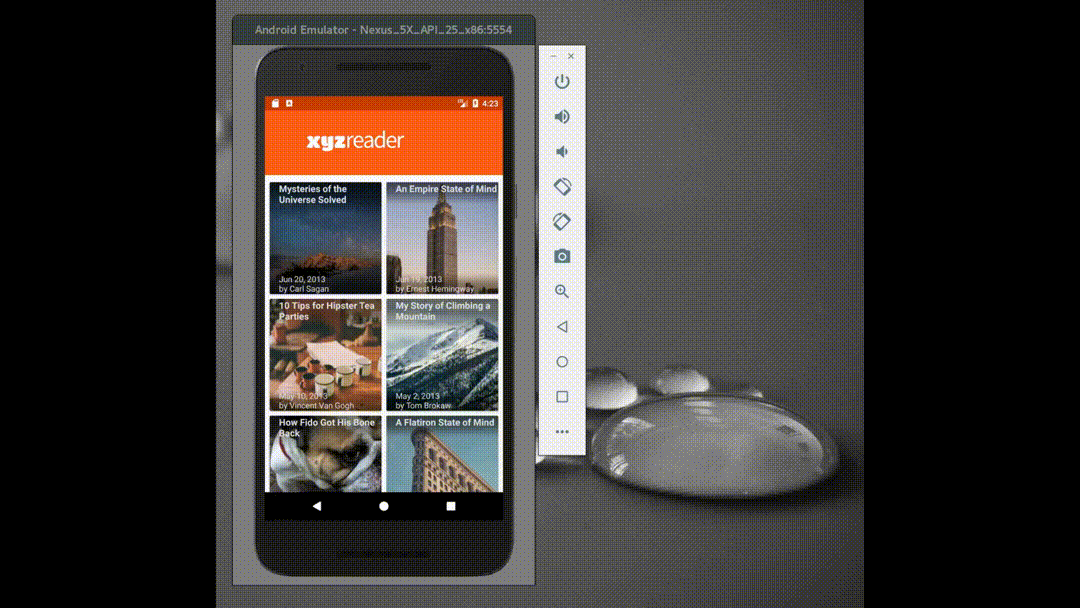 Android Emulator - Nexus_5X_API_25_x86:5554
4:23
xyzreader
Mysteries of the
Universe Solved
Jun 20, 2013
by Carl Sagan
An Empire State of Mind
Jun 19, 2013
by Ernest Hemingway
10 Tips for Hipster Tea
Parties
May 10, 2013
by Vincent Van Gogh
My Story of Climbing a
Mountain
May 2, 2013
by Tom Brokaw
How Fido Got His Bone
Back
A Flatiron State of Mind